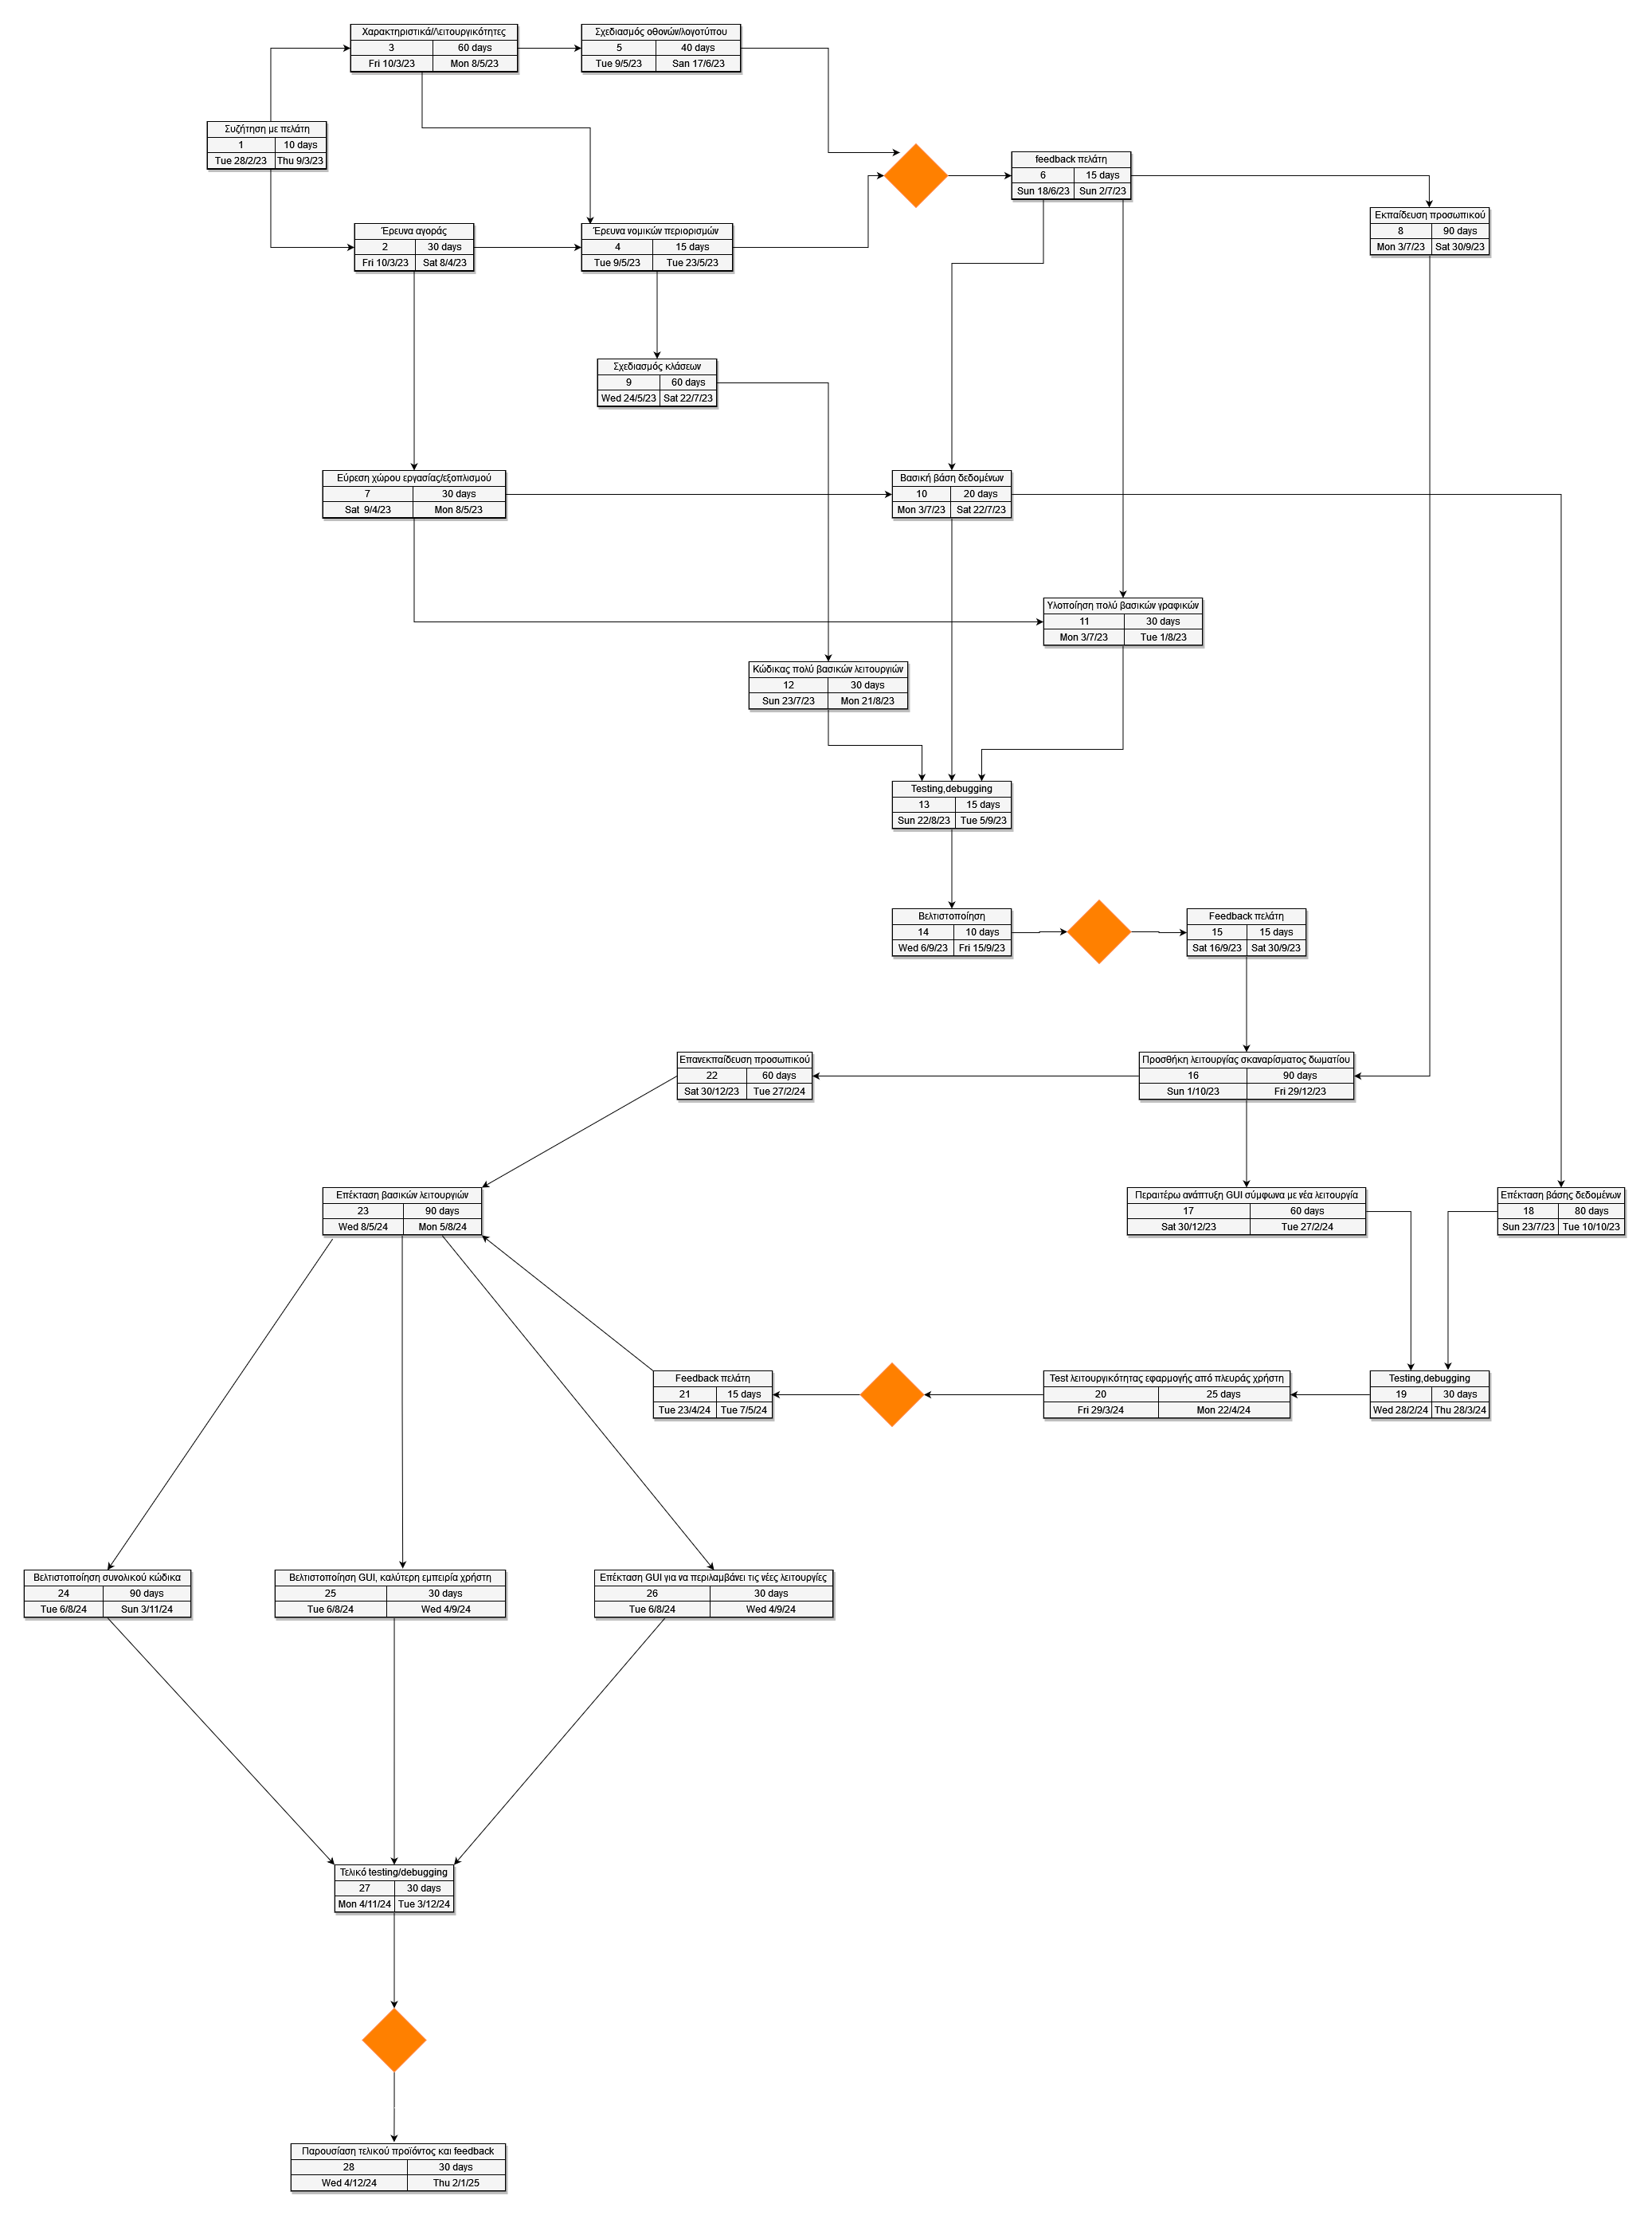 Χαρακτηριστικά/Λειτουργικότητες
3 60 days
Fri 10/3/23 Mon 8/5/23
Σχεδιασμός οθονών/λογοτύπου
5 40 days
Tue 9/5/23 San 17/6/23
Συζήτηση με πελάτη
1 10 days
Tue 28/2/23 Thu 9/3/23
feedback πελάτη
6 15 days
Sun 18/6/23 Sun 2/7/23
Εκπαίδευση προσωπικού
8 90 days
Mon 3/7/23 Sat 30/9/23
Έρευνα αγοράς
2 30 days
Fri 10/3/23 Sat 8/4/23
Έρευνα νομικών περιορισμών
4 15 days
Tue 9/5/23 Tue 23/5/23
Σχεδιασμός κλάσεων
9 60 days
Wed 24/5/23 Sat 22/7/23
Εύρεση χώρου εργασίας/εξοπλισμού
7 30 days
Sat 9/4/23 Mon 8/5/23
Βασική βάση δεδομένων
10 20 days
Mon 3/7/23 Sat 22/7/23
Υλοποίηση πολύ βασικών γραφικών
11 30 days
Mon 3/7/23 Tue 1/8/23
Κώδικας πολύ βασικών λειτουργιών
12 30 days
Sun 23/7/23 Mon 21/8/23
Testing,debugging
13 15 days
Sun 22/8/23 Tue 5/9/23
Βελτιστοποίηση
14 10 days
Wed 6/9/23 Fri 15/9/23
Feedback πελάτη
15 15 days
Sat 16/9/23 Sat 30/9/23
Επανεκπαίδευση προσωπικού
22 60 days
Sat 30/12/23 Tue 27/2/24
Προσθήκη λειτουργίας σκαναρίσματος δωματίου
16 90 days
Sun 1/10/23 Fri 29/12/23
Επέκταση βασικών λειτουργιών
23 90 days
Wed 8/5/24 Mon 5/8/24
Περαιτέρω ανάπτυξη GUI σύμφωνα με νέα λειτουργία
17 60 days
Sat 30/12/23 Tue 27/2/24
Επέκταση βάσης δεδομένων
18 80 days
Sun 23/7/23 Tue 10/10/23
Feedback πελάτη
21 15 days
Tue 23/4/24 Tue 7/5/24
Test λειτουργικότητας εφαρμογής από πλευράς χρήστη
20 25 days
Fri 29/3/24 Mon 22/4/24
Testing,debugging
19 30 days
Wed 28/2/24 Thu 28/3/24
Βελτιστοποίηση συνολικού κώδικα
24 90 days
Tue 6/8/24 Sun 3/11/24
Βελτιστοποίηση GUI, καλύτερη εμπειρία χρήστη
25 30 days
Tue 6/8/24 Wed 4/9/24
Επέκταση GUI για να περιλαμβάνει τις νέες λειτουργίες
26 30 days
Tue 6/8/24 Wed 4/9/24
Τελικό testing/debugging
27 30 days
Mon 4/11/24 Tue 3/12/24
Παρουσίαση τελικού προϊόντος και feedback
28 30 days
Wed 4/12/24 Thu 2/1/25